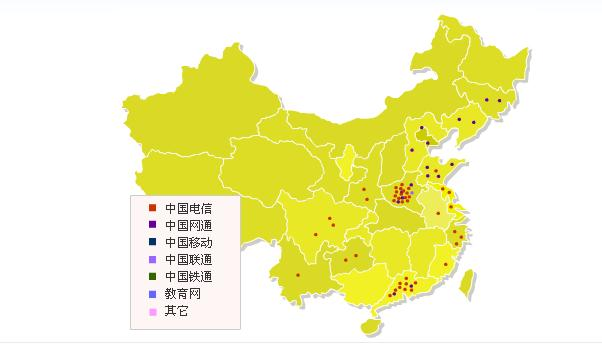 中国电信
中国网通
中国移动
中国联通
中国铁通
教育网
其它